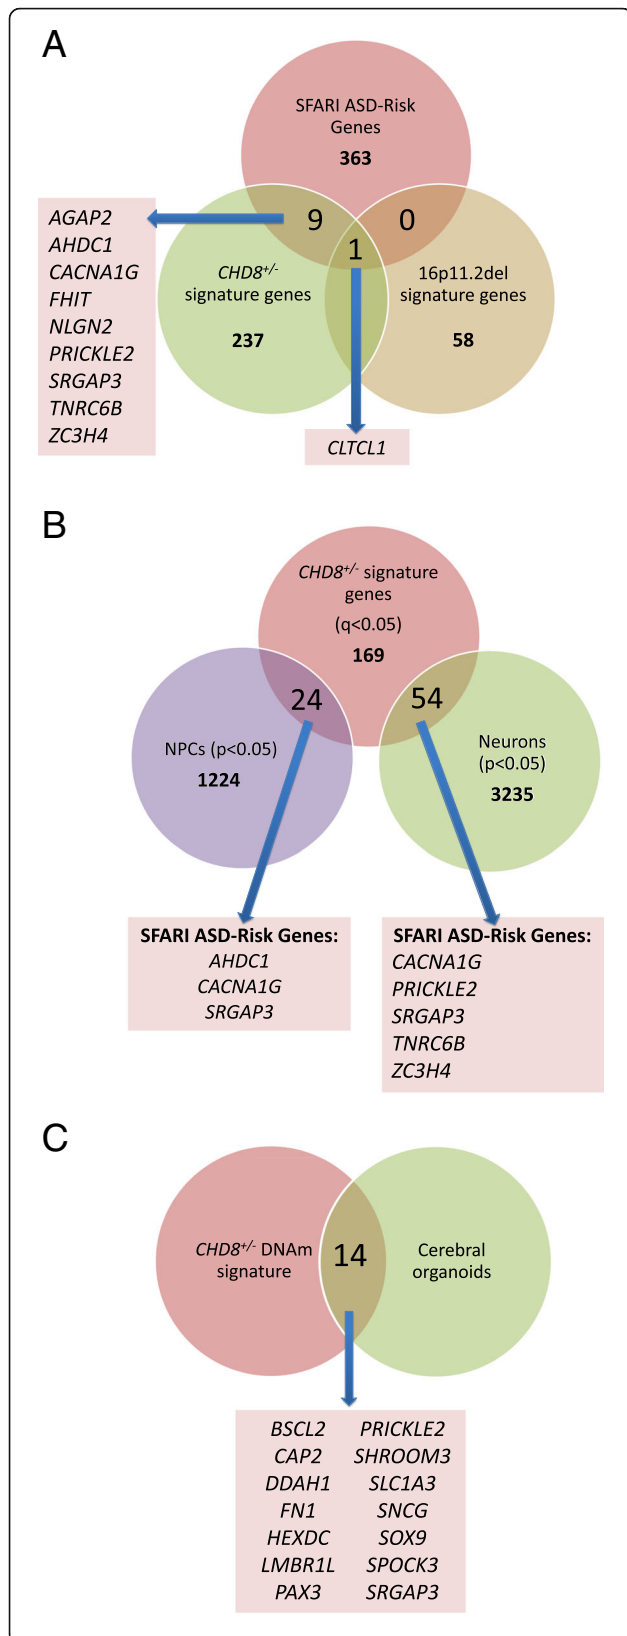 A
SFARI ASD-Risk
Genes
363
9
0
1
CHD8+/-
signature genes
237
16p11.2del
signature genes
58
AGAP2
AHDC1
CACNA1G
FHIT
NLGN2
PRICKLE2
SRGAP3
TNRC6B
ZC3H4
CLTCL1
B
CHD8+/- signature
genes
(q<0.05)
169
24
54
NPCs (p<0.05)
1224
Neurons
(p<0.05)
3235
SFARI ASD-Risk Genes:
AHDC1
CACNA1G
SRGAP3
SFARI ASD-Risk Genes:
CACNA1G
PRICKLE2
SRGAP3
TNRC6B
ZC3H4
C
CHD8+/- DNAm
signature
14
Cerebral
organoids
BSCL2 PRICKLE2
CAP2 SHROOM3
DDAH1 SLC1A3
FN1 SNCG
HEXDC SOX9
LMBR1L SPOCK3
PAX3 SRGAP3